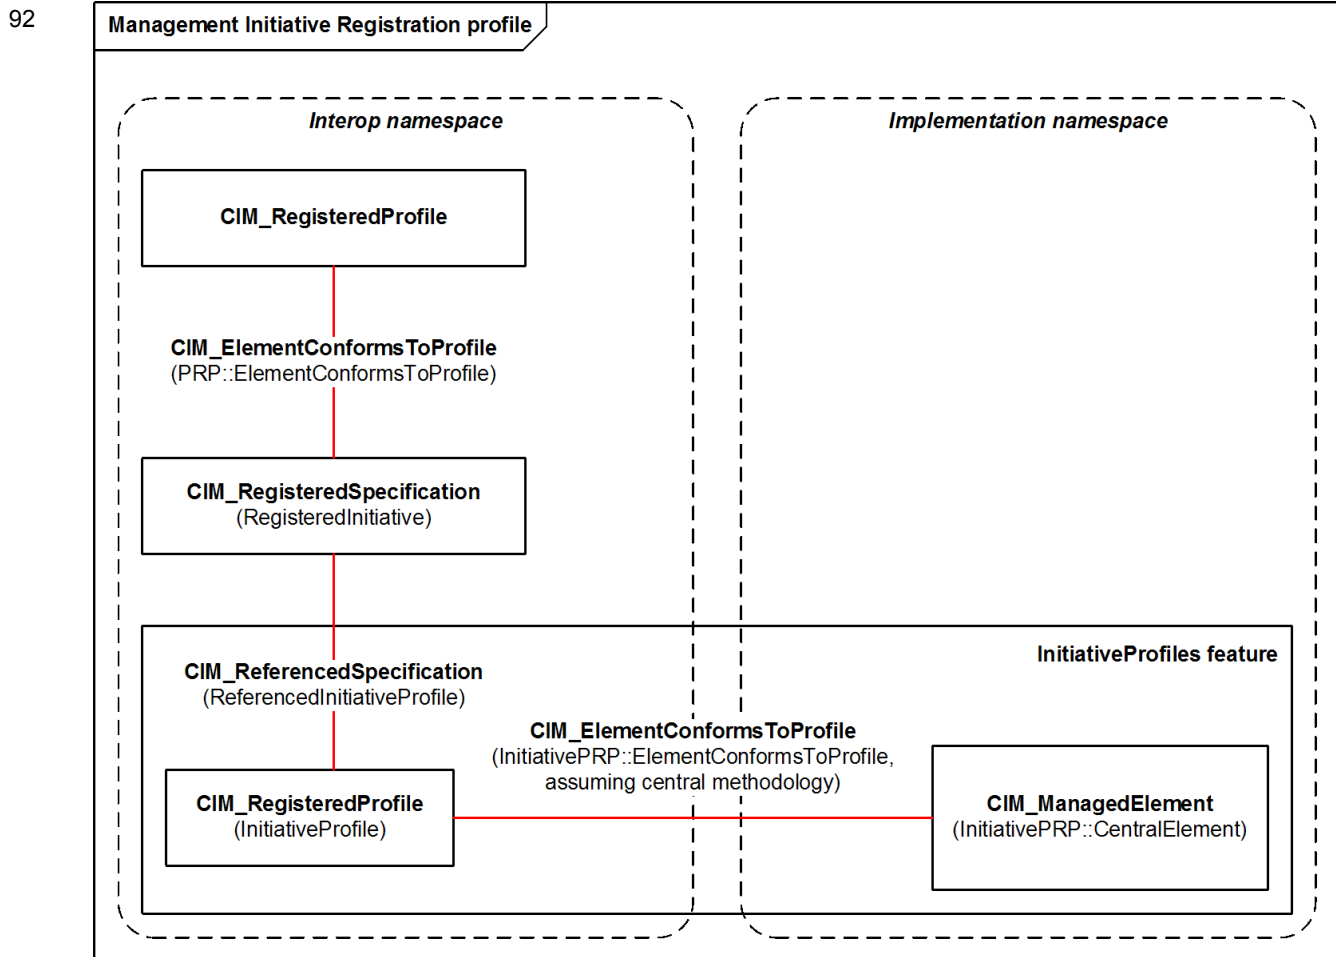 92
Management Initiative Registration profile
Interop namespace
Implementation namespace
CIM_RegisteredProfile
CIM_ElementConformsToProfile
(PRP::ElementConformsToProfile)
CIM_RegisteredSpecification
(RegisteredInitiative)
InitiativeProfiles feature
CIM_ReferencedSpecification
(ReferencedInitiativeProfile)
CIM_ElementConformsToProfile
(InitiativePRP::ElementConformsToProfile,
assuming central methodology)
CIM_RegisteredProfile
(InitiativeProfile)
CIM_ManagedElement
(InitiativePRP::CentralElement)